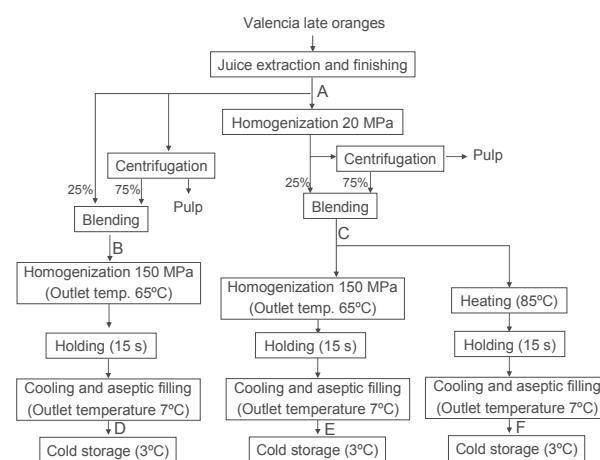 Valencia late oranges
Juice extraction and finishing
A
Homogenization 20 MPa
Centrifugation
Pulp
25%
75%
Blending
B
Centrifugation
Pulp
25%
75%
Blending
C
Homogenization 150 MPa
(Outlet temp. 65ºC)
Holding (15 s)
Cooling and aseptic filling
(Outlet temperature 7ºC)
D
Cold storage (3ºC)
Homogenization 150 MPa
(Outlet temp. 65ºC)
Holding (15 s)
Cooling and aseptic filling
(Outlet temperature 7ºC)
E
Cold storage (3ºC)
Heating (85ºC)
Holding (15 s)
Cooling and aseptic filling
(Outlet temperature 7ºC)
F
Cold storage (3ºC)